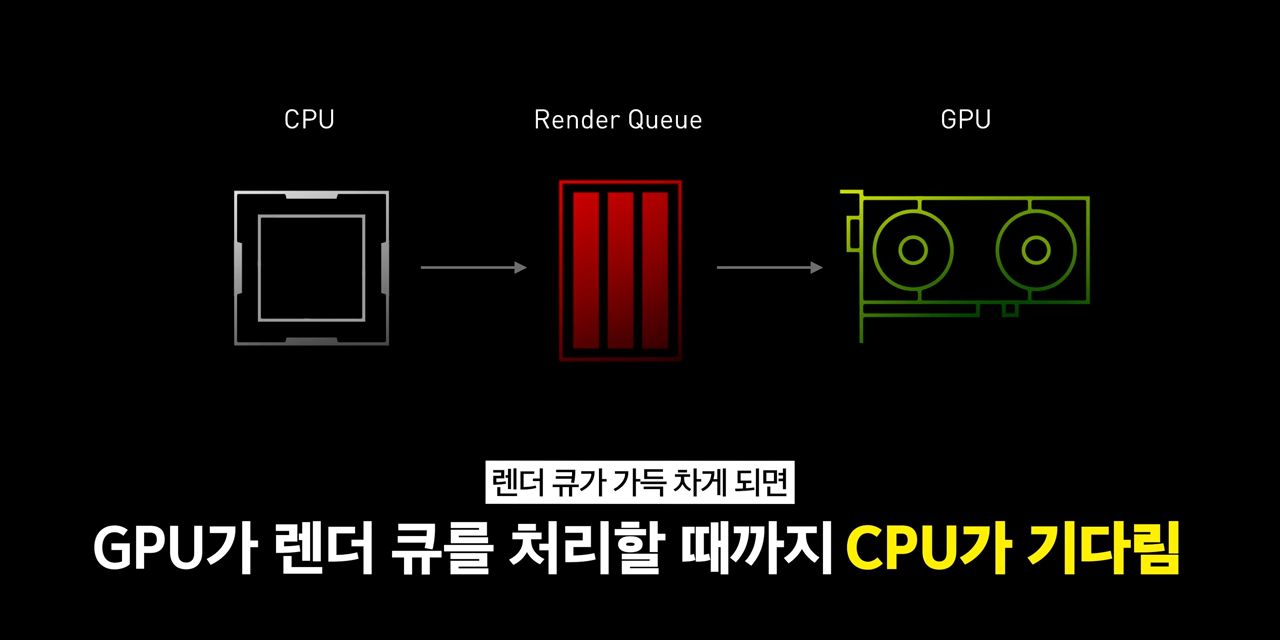 CPU
Render Queue
GPU
렌더 큐가 가득 차게 되면
GPU가 렌더 큐를 처리할 때까지 CPU가 기다림